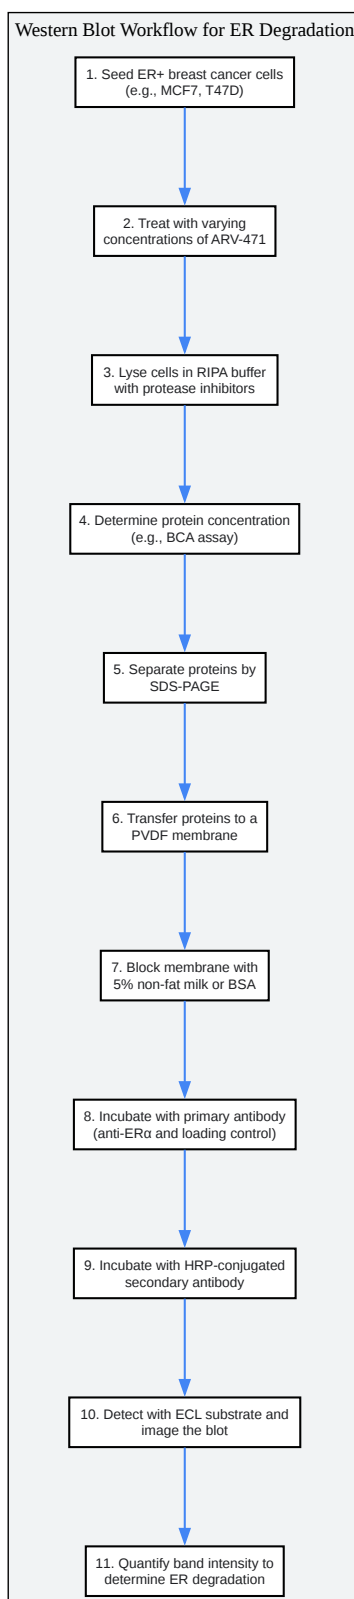 Western Blot Workflow for ER Degradation
1. Seed ER+ breast cancer cells
(e.g., MCF7, T47D)
2. Treat with varying
concentrations of ARV-471
3. Lyse cells in RIPA buffer
with protease inhibitors
4. Determine protein concentration
(e.g., BCA assay)
5. Separate proteins by
SDS-PAGE
6. Transfer proteins to a
PVDF membrane
7. Block membrane with
5% non-fat milk or BSA
8. Incubate with primary antibody
(anti-ERα and loading control)
9. Incubate with HRP-conjugated
secondary antibody
10. Detect with ECL substrate and
image the blot
11. Quantify band intensity to
determine ER degradation